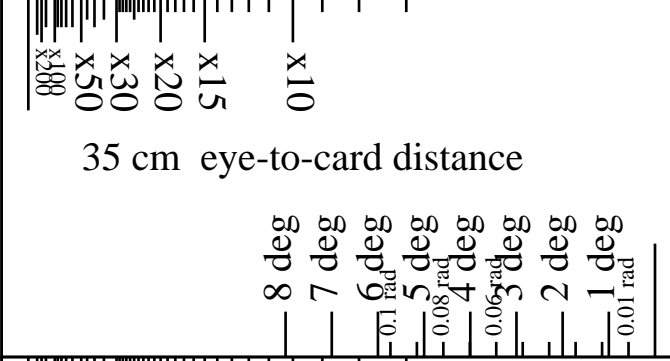 x200 x100 x50 x30 x20 x15 x10
35 cm eye-to-card distance
8 deg 7 deg 6 deg 5 deg 4 deg 3 deg 2 deg 1 deg
0.1 rad 0.08 rad 0.06 rad 0.01 rad